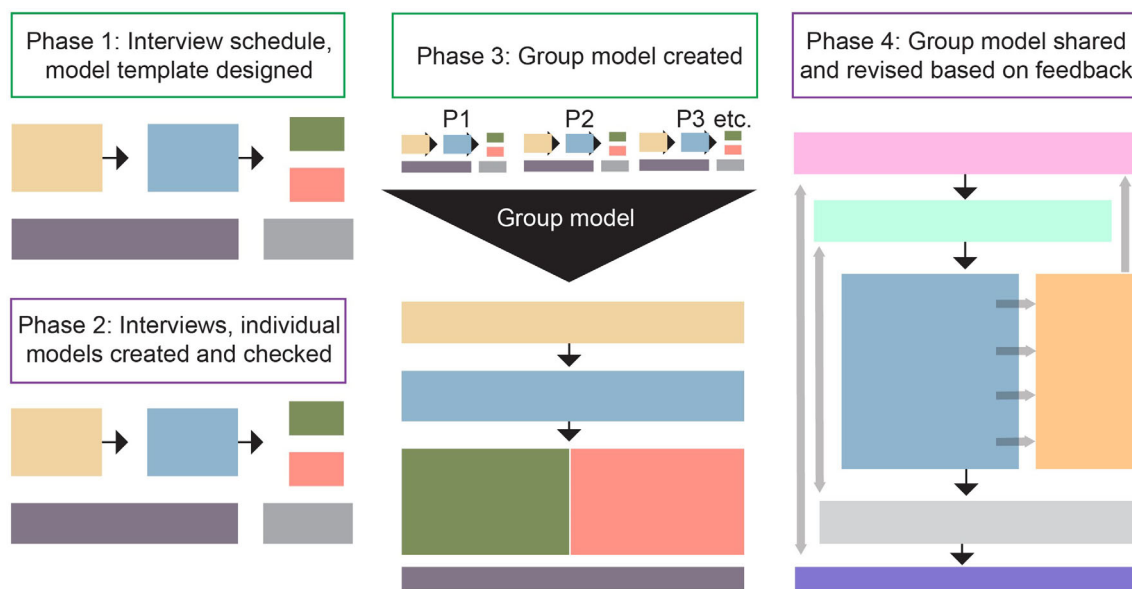 Phase 1: Interview schedule,
model template designed
Phase 2: Interviews, individual
models created and checked
Phase 3: Group model created
P1 P2 P3 etc.
Group model
Phase 4: Group model shared
and revised based on feedback